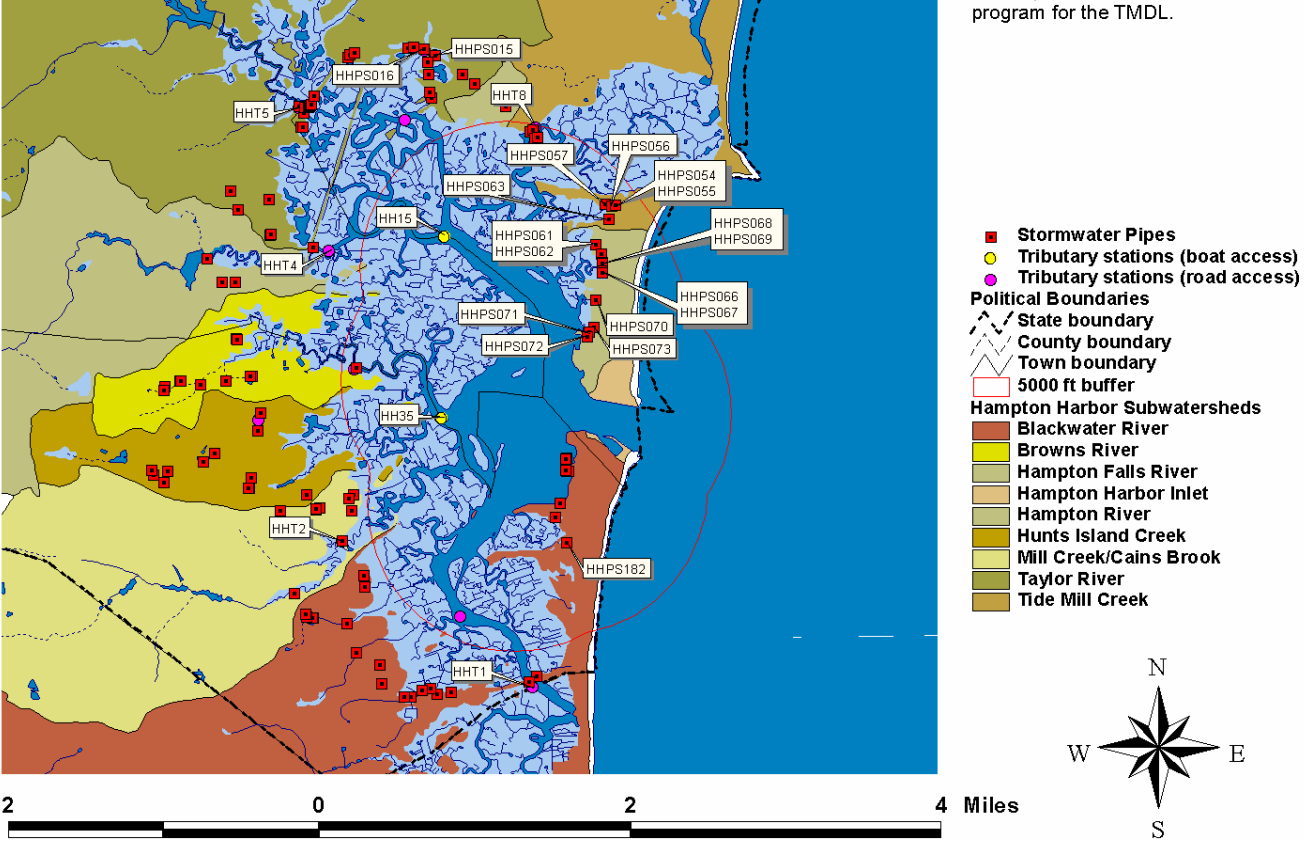 program for the TMDL.
HHPS015
HHPS016
HHT8
HHT5
HHPS056
HHPS057
HHPS054
HHPS055
HHPS063
HH15
HHPS068
HHPS069
HHPS061
HHPS062
HHT4
HHPS066
HHPS067
HHPS071
HHPS070
HHPS072
HHPS073
HH35
HHT2
HHPS182
HHT1
Stormwater Pipes
Tributary stations (boat access)
Tributary stations (road access)
Political Boundaries
State boundary
County boundary
Town boundary
5000 ft buffer
Hampton Harbor Subwatersheds
Blackwater River
Browns River
Hampton Falls River
Hampton Harbor Inlet
Hampton River
Hunts Island Creek
Mill Creek/Cains Brook
Taylor River
Tide Mill Creek
N
W E
S
2 0 2 4 Miles